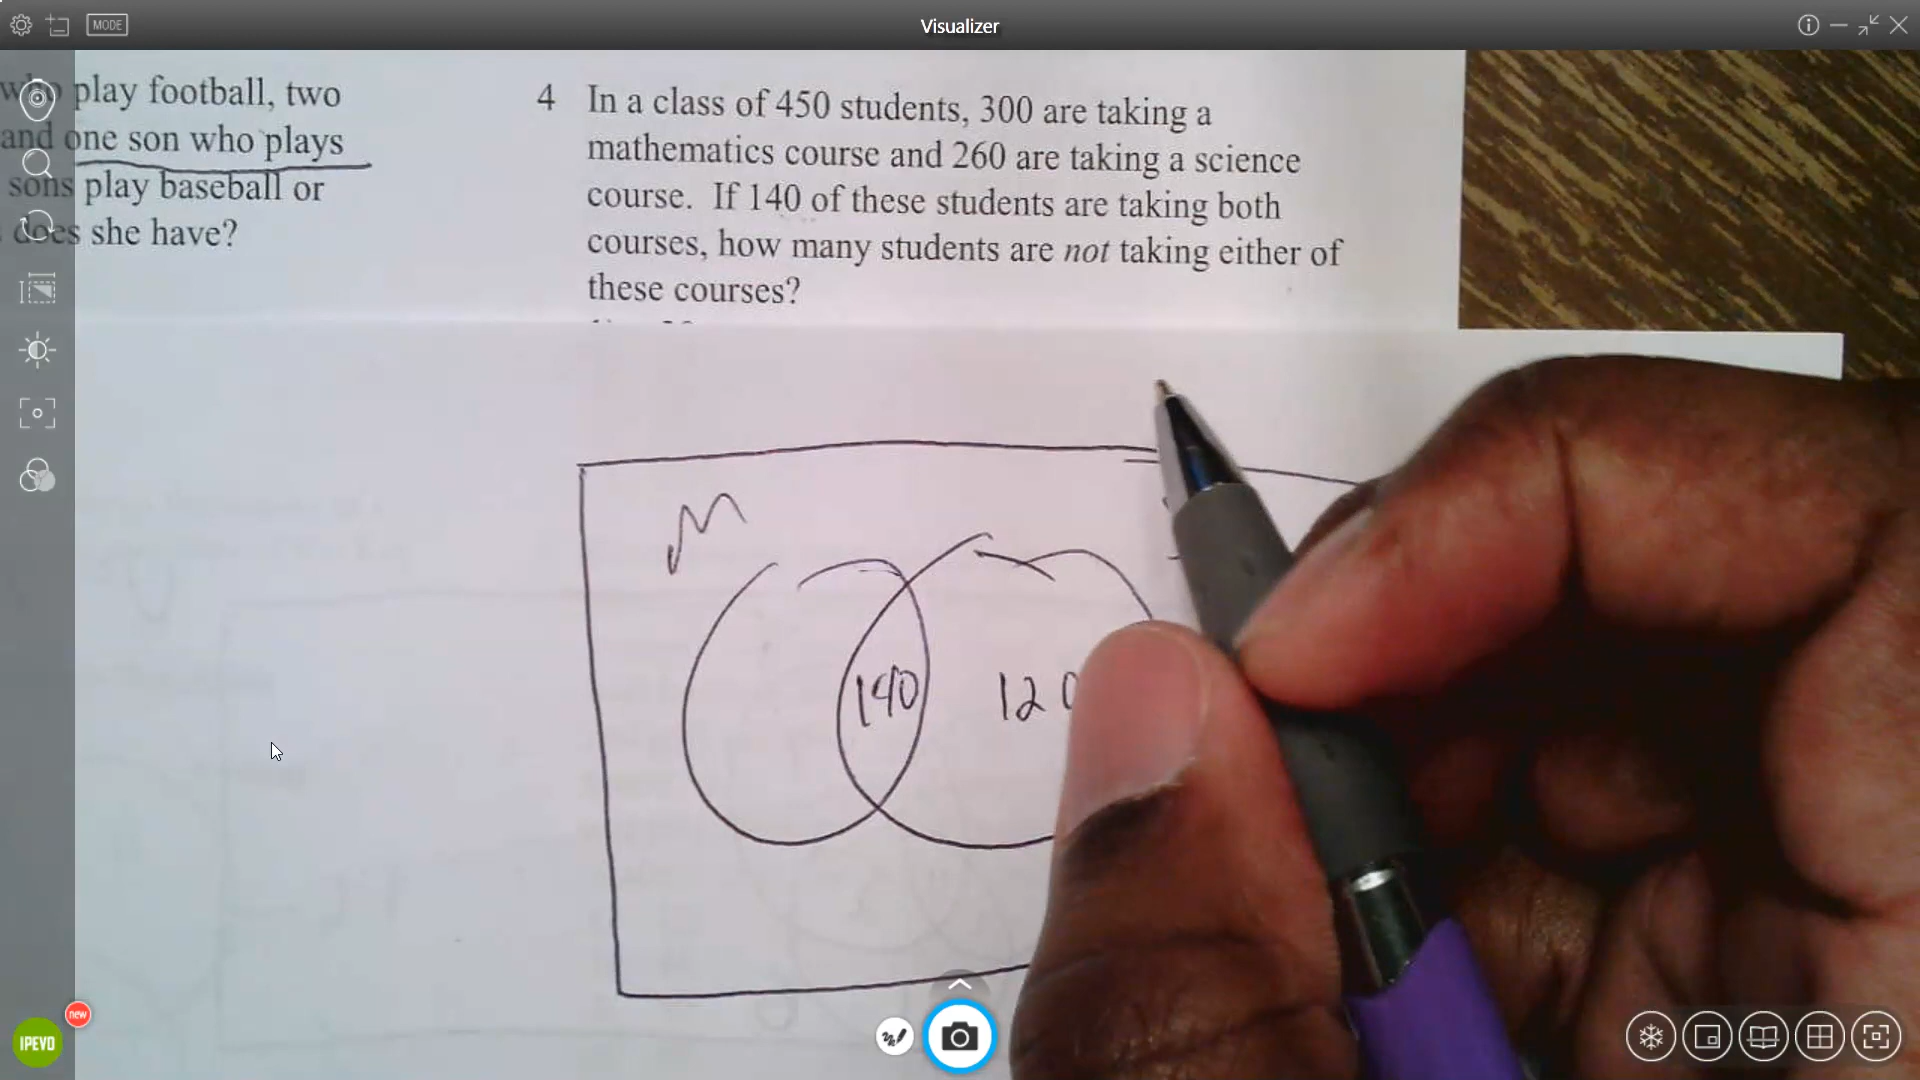 MODE
Visualizer
play football, two
and one son who plays
sons play baseball or
does she have?
4 In a class of 450 students, 300 are taking a
mathematics course and 260 are taking a science
course. If 140 of these students are taking both
courses, how many students are not taking either of
these courses?
M
140
120
new
IPEVO